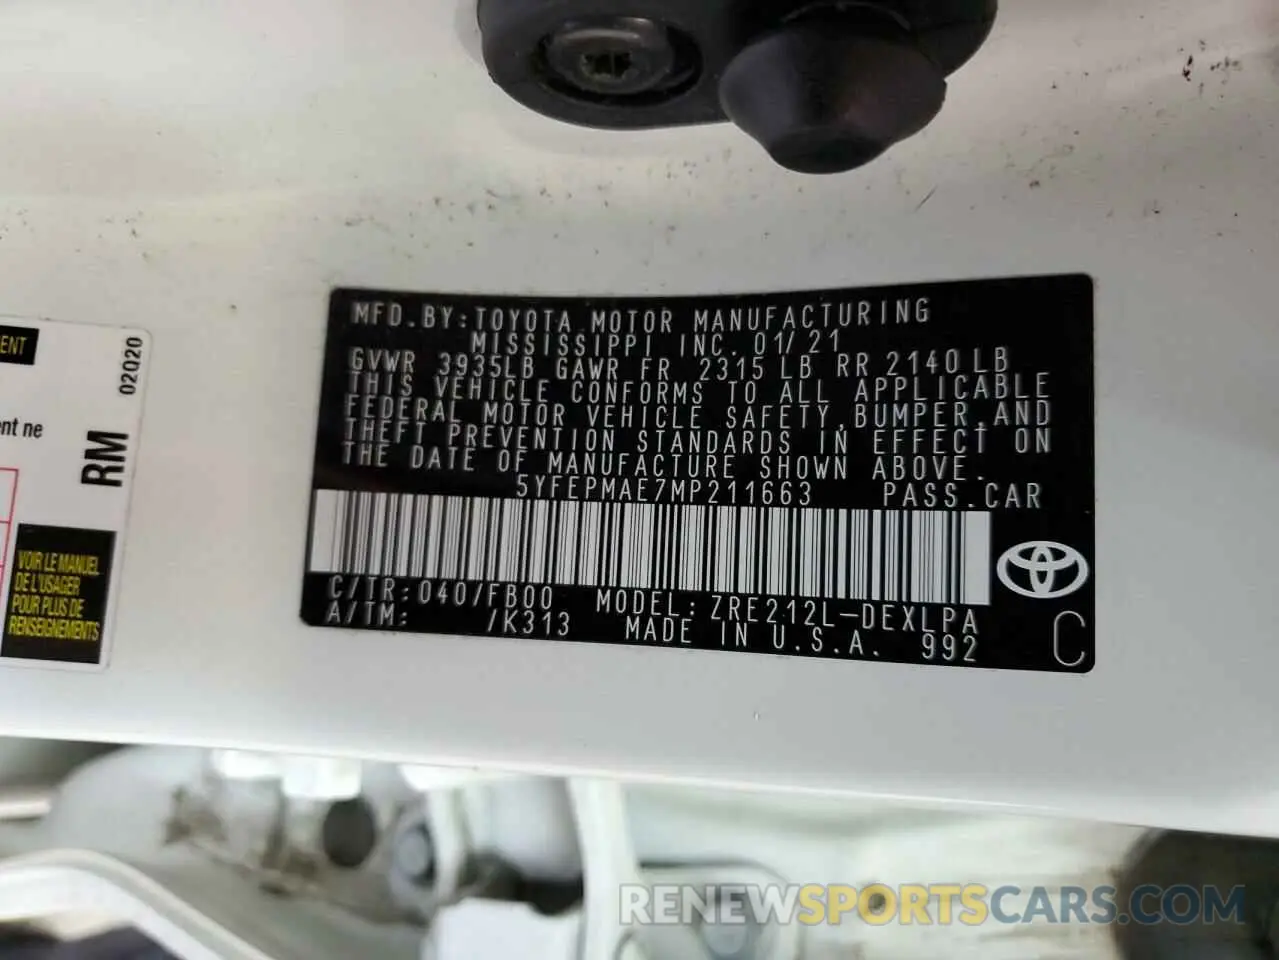 MFD.BY:TOYOTA MOTOR MANUFACTURING
MISSISSIPPI INC. 01/21
GVWR 3935LB GAWR FR 2315 LB RR 2140LB
THIS VEHICLE CONFORMS TO ALL APPLICABLE
FEDERAL MOTOR VEHICLE SAFETY,BUMPER,AND
THEFT PREVENTION STANDARDS IN EFFECT ON
THE DATE OF MANUFACTURE SHOWN ABOVE.
5YFEPMAE7MP211663 PASS.CAR
C/TR:040/FB00 MODEL:ZRE212L-DEXLPA
A/TM: /K313 MADE IN U.S.A. 992
C
ENT
02020
nt ne
RM
VOIR LE MANUEL
DE L'USAGER
POUR PLUS DE
RENSEIGNEMENTS
RENEWSPORTSCARS.COM